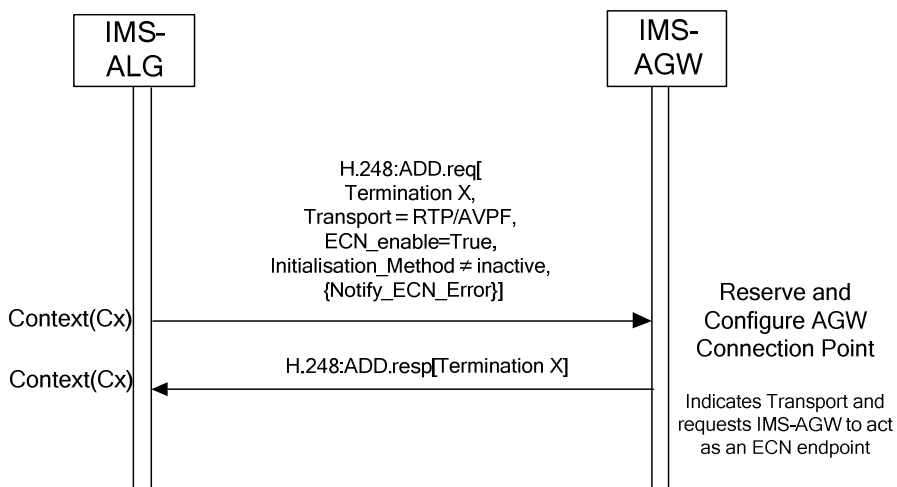 IMS-
ALG
IMS-
AGW
H.248:ADD.req[
Termination X,
Transport = RTP/AVPF,
ECN_enable=True,
Initialisation_Method ≠ inactive,
{Notify_ECN_Error}]
Context(Cx)
Reserve and
Configure AGW
Connection Point
H.248:ADD.resp[Termination X]
Context(Cx)
Indicates Transport and
requests IMS-AGW to act
as an ECN endpoint